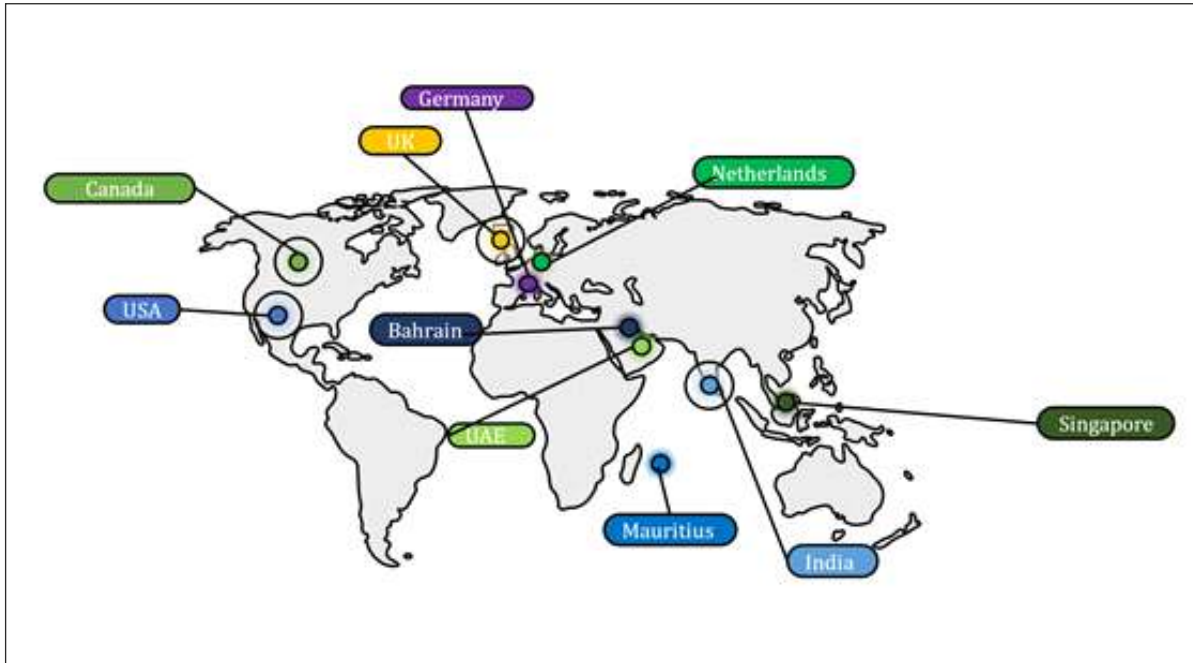 Germany
UK
Netherlands
Canada
USA
Bahrain
UAE
Singapore
Mauritius
India